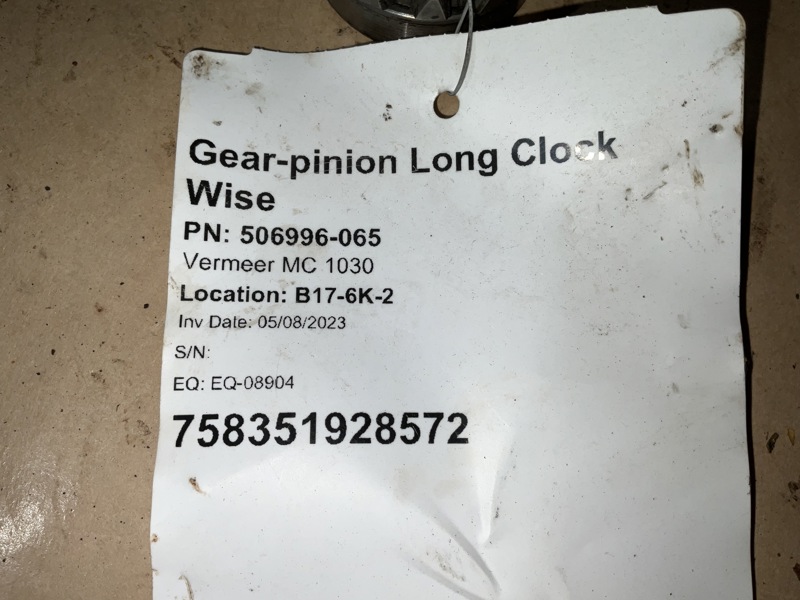 Gear-pinion Long Clock
Wise
PN: 506996-065
Vermeer MC 1030
Location: B17-6K-2
Inv Date: 05/08/2023
S/N:
EQ: EQ-08904
758351928572